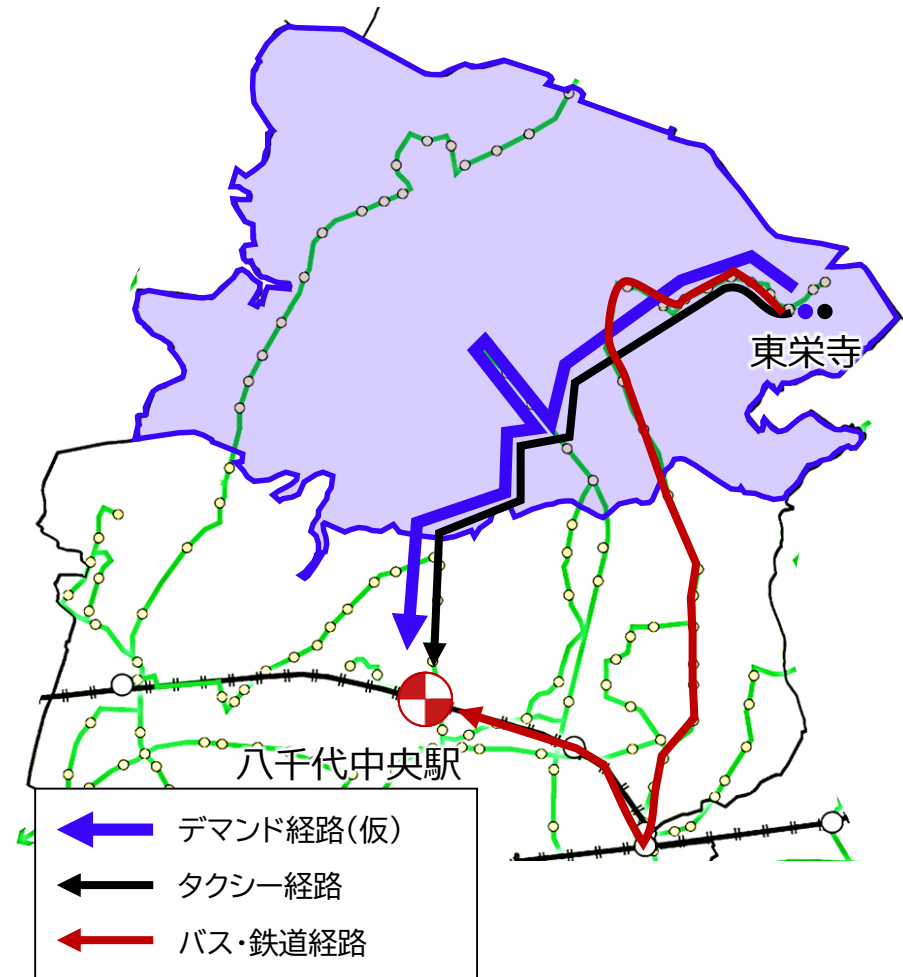 東栄寺
八千代中央駅
デマンド経路(仮)
タクシー経路
バス・鉄道経路